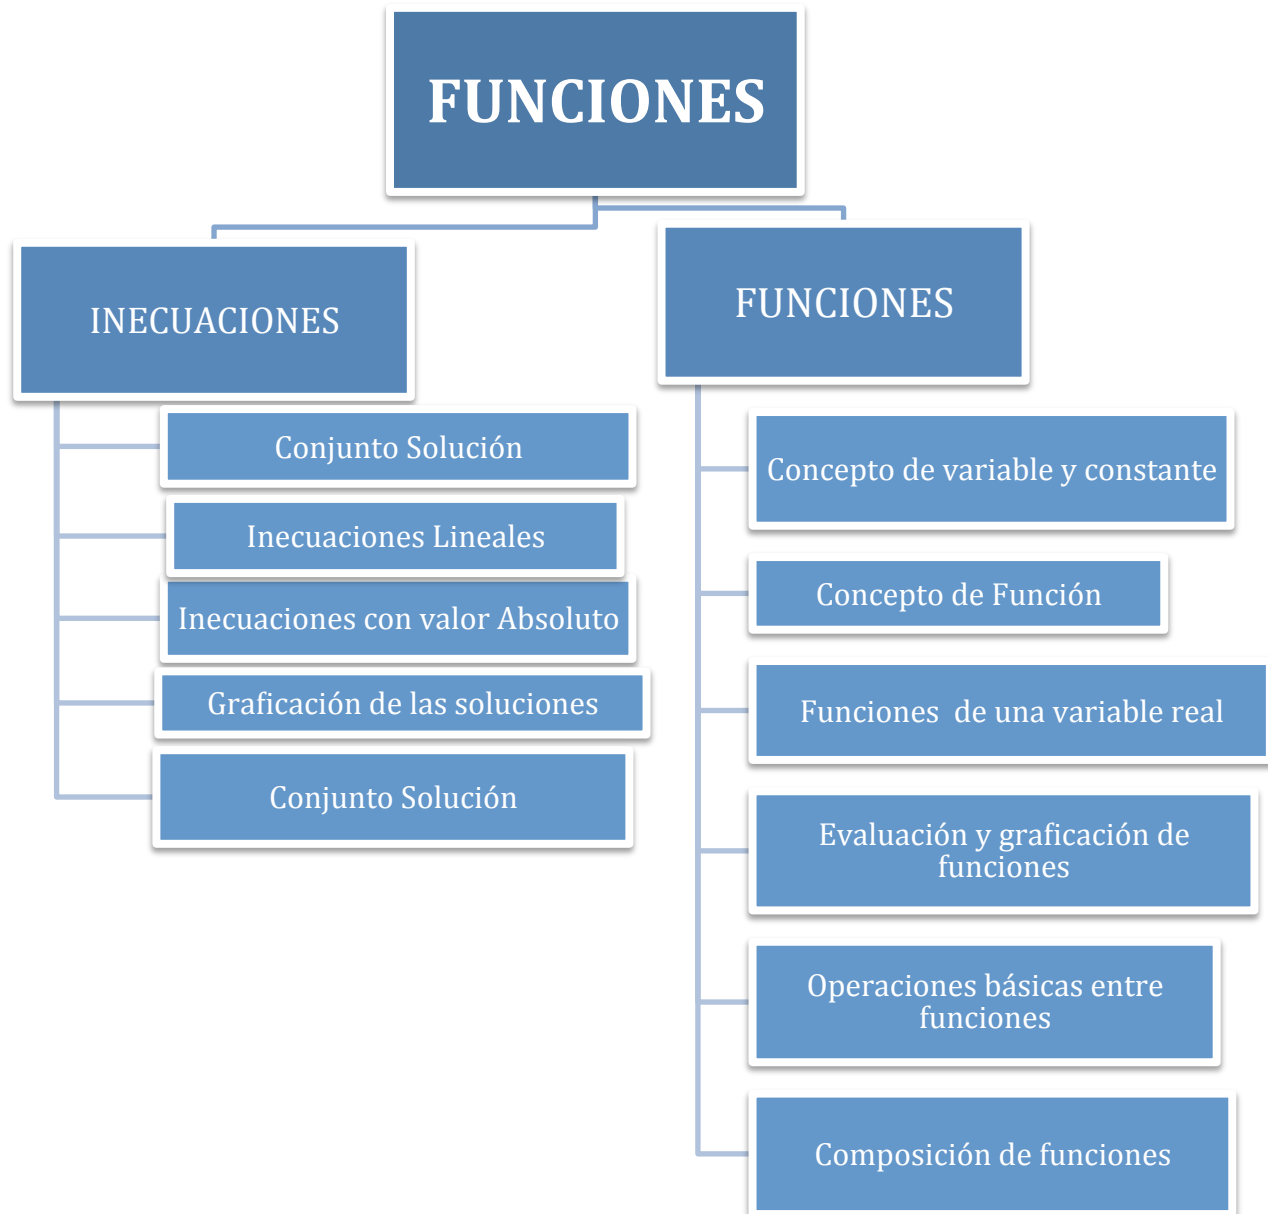 FUNCIONES
INECUACIONES
Conjunto Solución
Inecuaciones Lineales
Inecuaciones con valor Absoluto
Graficación de las soluciones
Conjunto Solución
FUNCIONES
Concepto de variable y constante
Concepto de Función
Funciones  de una variable real
Evaluación y graficación de
funciones
Operaciones básicas entre
funciones
Composición de funciones